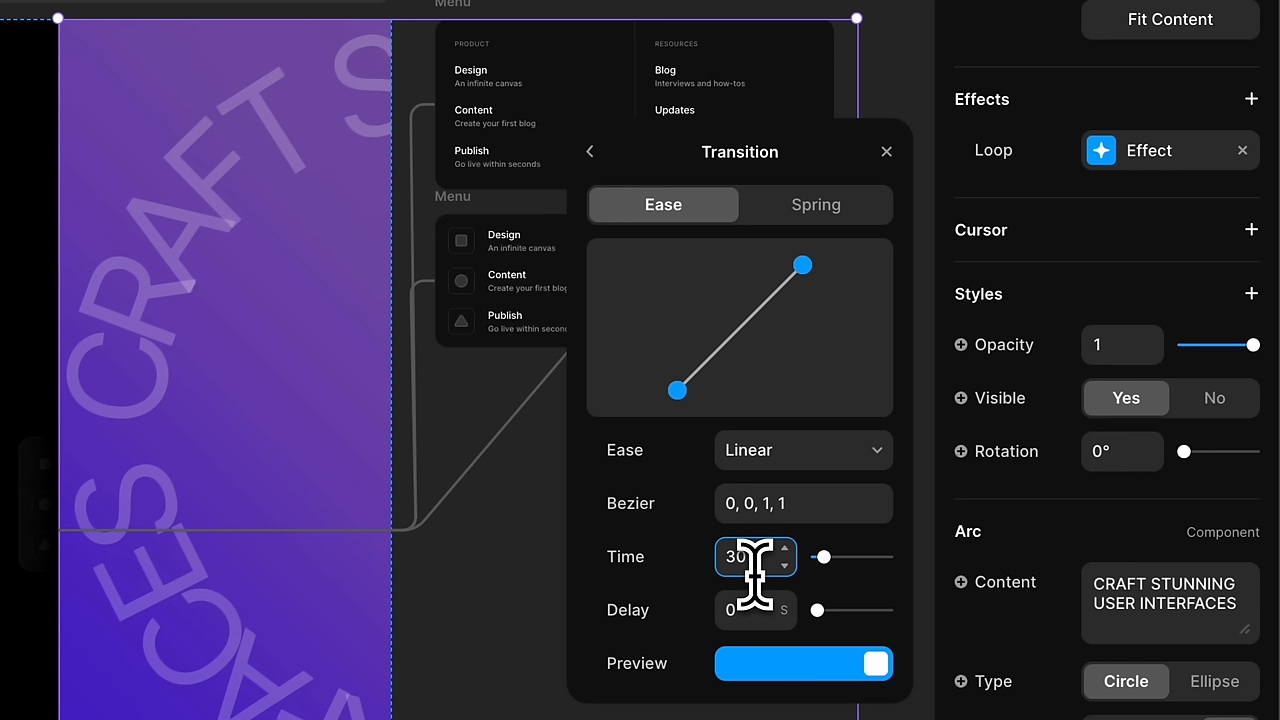 Menu
PRODUCT
Design
An infinite canvas
Content
Create your first blog
Publish
Go live within seconds
RESOURCES
Blog
Interviews and how-tos
Updates
Menu
Design
An infinite canvas
Content
Create your first blog
Publish
Go live within second
CRAFT S
CES
Transition
Ease
Spring
Ease
Linear
Bezier
0, 0, 1, 1
Time
30
Delay
0
S
Preview
Fit Content
Effects
Loop
Effect
Cursor
Styles
Opacity
1
Visible
Yes
No
Rotation
0°
Arc
Component
Content
CRAFT STUNNING
USER INTERFACES
Type
Circle
Ellipse